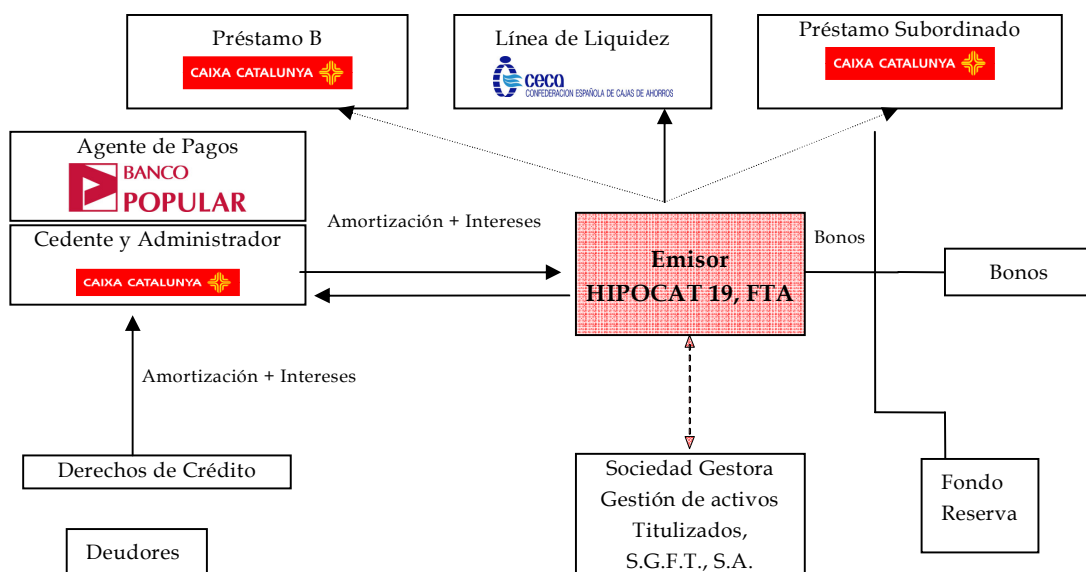 Préstamo B
CAIXA CATALUNYA
Línea de Liquidez
ceca
CONFEDERACION ESPAÑOLA DE CAJAS DE AHORROS
Préstamo Subordinado
CAIXA CATALUNYA
Agente de Pagos
BANCO
POPULAR
Cedente y Administrador
CAIXA CATALUNYA
Amortización + Intereses
Emisor
HIPOCAT 19, FTA
Bonos
Bonos
Amortización + Intereses
Derechos de Crédito
Deudores
Sociedad Gestora
Gestión de activos
Titulizados,
S.G.F.T., S.A.
Fondo
Reserva